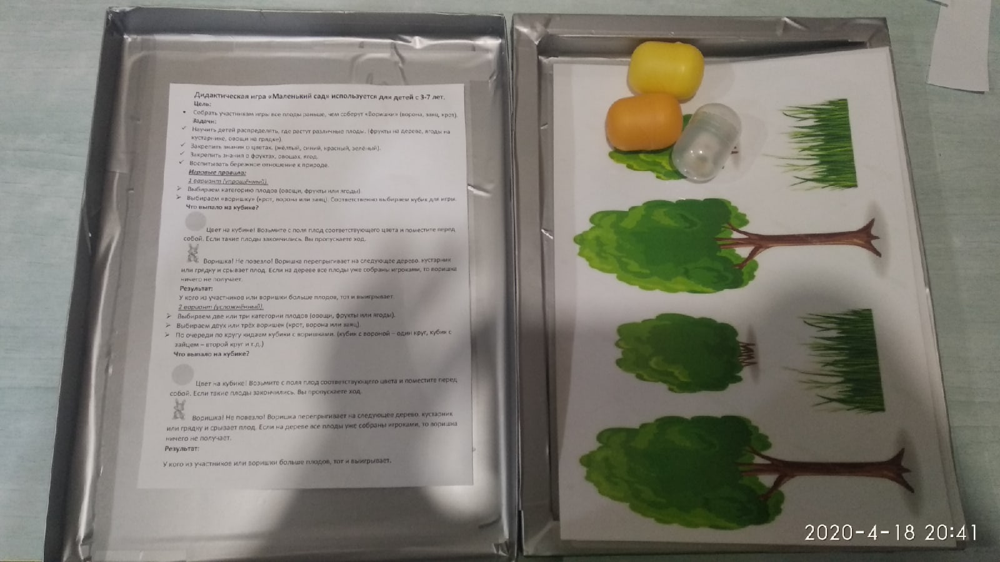 Дидактическая игра «Маленький сад» используется для детей с 3-7 лет.
Цель:
• Собрать участникам игры все плоды раньше, чем соберут «Воришки» (ворона, заяц, крот).
Задачи:
✓ Научить детей распределять, где растут различные плоды. (фрукты на дереве, ягоды на
кустарнике, овощи на грядке).
✓ Закрепить знания о цветах. (жёлтый, синий, красный, зелёный).
✓ Закрепить знания о фруктах, овощах, ягод.
✓ Воспитывать бережное отношение к природе.
Игровые правила:
1 вариант (упрощённый).
➢ Выбираем категорию плодов (овощи, фрукты или ягоды).
➢ Выбираем «воришку» (крот, ворона или заяц). Соответственно выбираем кубик для игры.
Что выпало на кубике?
Цвет на кубике! Возьмите с поля плод соответствующего цвета и поместите перед
собой. Если такие плоды закончились. Вы пропускаете ход.
Воришка! Не повезло! Воришка перепрыгивает на следующее дерево. кустарник
или грядку и срывает плод. Если на дереве все плоды уже собраны игроками, то воришка
ничего не получает.
Результат:
У кого из участников или воришки больше плодов, тот и выигрывает.
2 вариант (усложнённый).
➢ Выбираем две или три категории плодов (овощи, фрукты или ягоды).
➢ Выбираем двух или трёх воришек (крот, ворона или заяц).
➢ По очереди по кругу кидаем кубики с воришками. (кубик с вороной – один круг, кубик с
зайцем – второй круг и т.д.)
Что выпало на кубике?
Цвет на кубике! Возьмите с поля плод соответствующего цвета и поместите перед
собой. Если такие плоды закончились. Вы пропускаете ход.
Воришка! Не повезло! Воришка перепрыгивает на следующее дерево. кустарник
или грядку и срывает плод. Если на дереве все плоды уже собраны игроками, то воришка
ничего не получает.
Результат:
У кого из участников или воришки больше плодов, тот и выигрывает.
2020-4-18 20:41